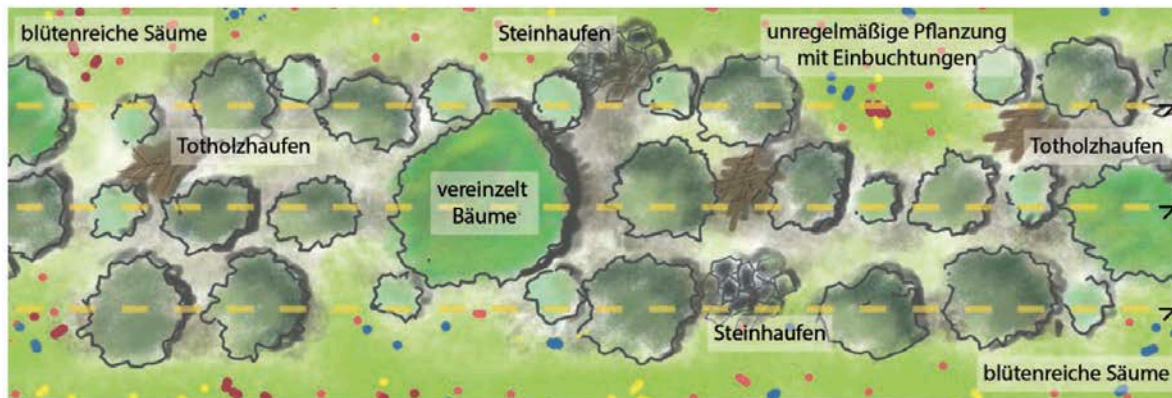 blütenreiche Säume
Steinhaufen
unregelmäßige Pflanzung
mit Einbuchtungen
Totholzhaufen
Totholzhaufen
vereinzelt
Bäume
Steinhaufen
blütenreiche Säume